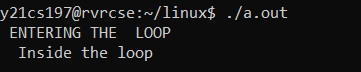 y21cs197@rvrcse:~/linux$ ./a.out
 ENTERING THE  LOOP
  Inside the loop